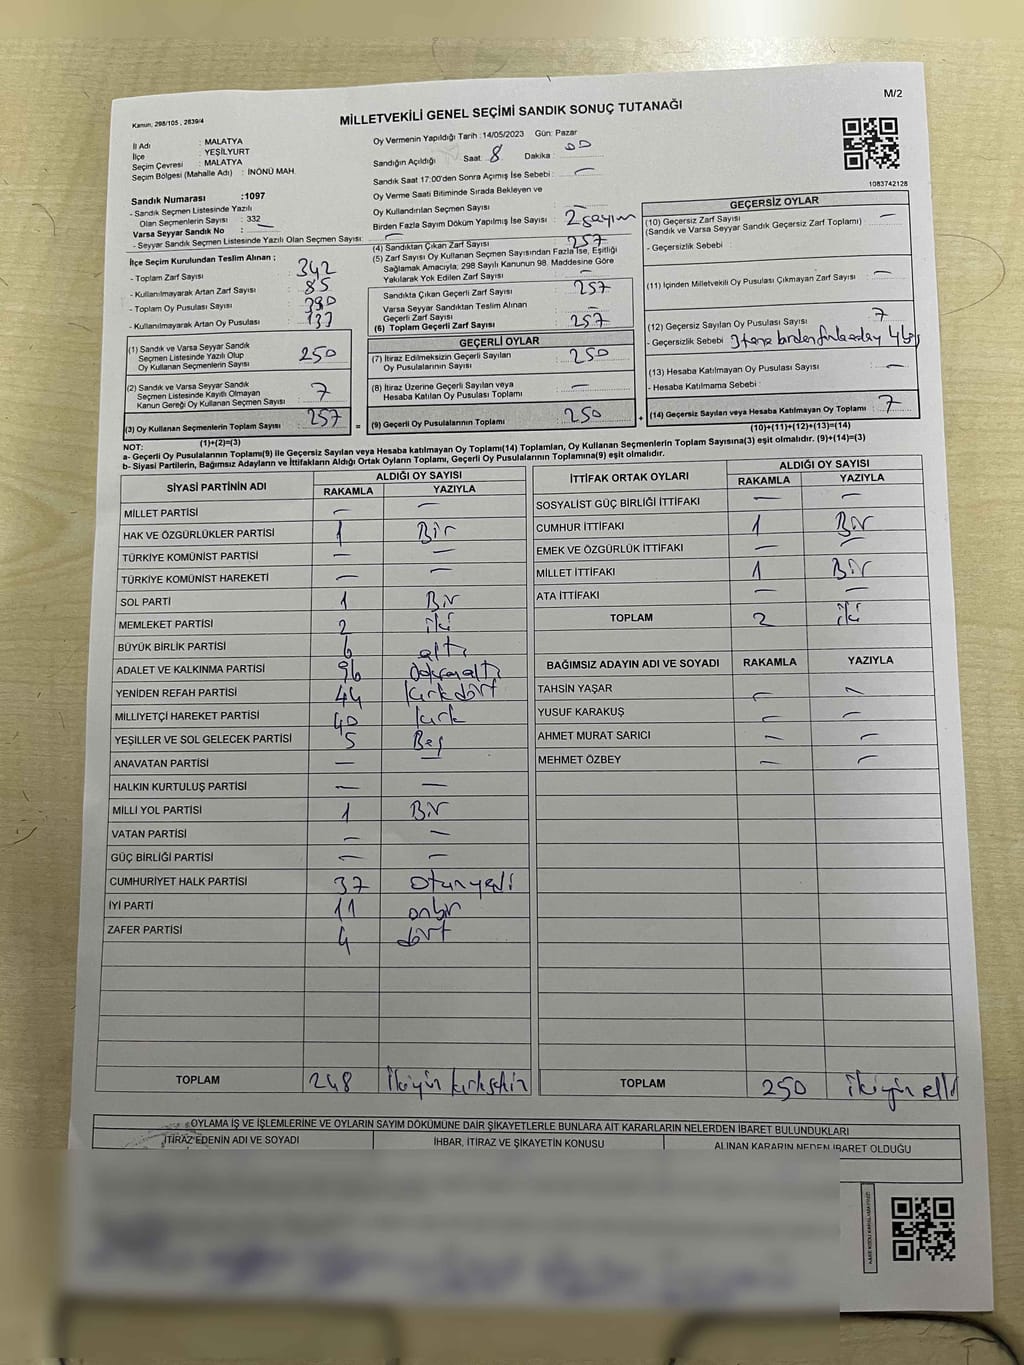 M/2
Kanun: 298/105 , 2839/4
MİLLETVEKİLİ GENEL SEÇİMİ SANDIK SONUÇ TUTANAĞI
1083742128
İl Adı : MALATYA
İlçe : YEŞİLYURT
Seçim Çevresi : MALATYA
Seçim Bölgesi (Mahalle Adı) : İNÖNÜ MAH.
Sandık Numarası :1097
- Sandık Seçmen Listesinde Yazılı
Olan Seçmenlerin Sayısı : 332
Varsa Seyyar Sandık No : —
- Seyyar Sandık Seçmen Listesinde Yazılı Olan Seçmen Sayısı: —
İlçe Seçim Kurulundan Teslim Alınan ;
- Toplam Zarf Sayısı : 342
- Kullanılmayarak Artan Zarf Sayısı : 85
- Toplam Oy Pusulası Sayısı : 390
- Kullanılmayarak Artan Oy Pusulası : 133
(1) Sandık ve Varsa Seyyar Sandık
Seçmen Listesinde Yazılı Olup
Oy Kullanan Seçmenlerin Sayısı : 250
(2) Sandık ve Varsa Seyyar Sandık
Seçmen Listesinde Kayıtlı Olmayan
Kanun Gereği Oy Kullanan Seçmen Sayısı : 7
(3) Oy Kullanan Seçmenlerin Toplam Sayısı : 257
(1)+(2)=(3)
Oy Vermenin Yapıldığı Tarih :14/05/2023 Gün: Pazar
Sandığın Açıldığı Saat: 8 Dakika : 00
Sandık Saat 17:00'den Sonra Açımış İse Sebebi : —
Oy Verme Saati Bitiminde Sırada Bekleyen ve
Oy Kullandırılan Seçmen Sayısı : —
Birden Fazla Sayım Döküm Yapılmış İse Sayısı : 2 sayım
(4) Sandıktan Çıkan Zarf Sayısı : 257
(5) Zarf Sayısı Oy Kullanan Seçmen Sayısından Fazla İse, Eşitliği
Sağlamak Amacıyla; 298 Sayılı Kanunun 98. Maddesine Göre
Yakılarak Yok Edilen Zarf Sayısı : —
Sandıkta Çıkan Geçerli Zarf Sayısı : 257
Varsa Seyyar Sandıktan Teslim Alınan
Geçerli Zarf Sayısı : —
(6) Toplam Geçerli Zarf Sayısı : 257
GEÇERLİ OYLAR
(7) İtiraz Edilmeksizin Geçerli Sayılan
Oy Pusulalarının Sayısı : 250
(8) İtiraz Üzerine Geçerli Sayılan veya
Hesaba Katılan Oy Pusulası Toplamı : —
= (9) Geçerli Oy Pusulalarının Toplamı : 250
GEÇERSİZ OYLAR
(10) Geçersiz Zarf Sayısı : —
(Sandık ve Varsa Seyyar Sandık Geçersiz Zarf Toplamı)
- Geçersizlik Sebebi :
(11) İçinden Milletvekili Oy Pusulası Çıkmayan Zarf Sayısı : —
(12) Geçersiz Sayılan Oy Pusulası Sayısı : 7
- Geçersizlik Sebebi :
(13) Hesaba Katılmayan Oy Pusulası Sayısı : —
- Hesaba Katılmama Sebebi :
+ (14) Geçersiz Sayılan veya Hesaba Katılmayan Oy Toplamı : 7
(10)+(11)+(12)+(13)=(14)
NOT:
a- Geçerli Oy Pusulalarının Toplamı(9) ile Geçersiz Sayılan veya Hesaba katılmayan Oy Toplamı(14) Toplamları, Oy Kullanan Seçmenlerin Toplam Sayısına(3) eşit olmalıdır. (9)+(14)=(3)
b- Siyasi Partilerin, Bağımsız Adayların ve İttifakların Aldığı Ortak Oyların Toplamı, Geçerli Oy Pusulalarının Toplamına(9) eşit olmalıdır.
SİYASİ PARTİNİN ADI ALDIĞI OY SAYISI
RAKAMLA YAZIYLA
MİLLET PARTİSİ — —
HAK VE ÖZGÜRLÜKLER PARTİSİ 1 Bir
TÜRKİYE KOMÜNİST PARTİSİ — —
TÜRKİYE KOMÜNİST HAREKETİ — —
SOL PARTİ 1 Bir
MEMLEKET PARTİSİ 2 iki
BÜYÜK BİRLİK PARTİSİ 6 altı
ADALET VE KALKINMA PARTİSİ 96 Doksanaltı
YENİDEN REFAH PARTİSİ 44 kırkdört
MİLLİYETÇİ HAREKET PARTİSİ 40 kırk
YEŞİLLER VE SOL GELECEK PARTİSİ 5 Beş
ANAVATAN PARTİSİ — —
HALKIN KURTULUŞ PARTİSİ — —
MİLLİ YOL PARTİSİ 1 Bir
VATAN PARTİSİ — —
GÜÇ BİRLİĞİ PARTİSİ — —
CUMHURİYET HALK PARTİSİ 37 otuzyedi
İYİ PARTİ 11 onbir
ZAFER PARTİSİ 4 dört
TOPLAM 248 ikiyüz kırksekiz
İTTİFAK ORTAK OYLARI ALDIĞI OY SAYISI
RAKAMLA YAZIYLA
SOSYALİST GÜÇ BİRLİĞİ İTTİFAKI — —
CUMHUR İTTİFAKI 1 Bir
EMEK VE ÖZGÜRLÜK İTTİFAKI — —
MİLLET İTTİFAKI 1 Bir
ATA İTTİFAKI — —
TOPLAM 2 iki
BAĞIMSIZ ADAYIN ADI VE SOYADI RAKAMLA YAZIYLA
TAHSİN YAŞAR — —
YUSUF KARAKUŞ — —
AHMET MURAT SARICI — —
MEHMET ÖZBEY — —
TOPLAM 250 ikiyüz elli
OYLAMA İŞ VE İŞLEMLERİNE VE OYLARIN SAYIM DÖKÜMÜNE DAİR ŞİKAYETLERLE BUNLARA AİT KARARLARIN NELERDEN İBARET BULUNDUKLARI
İTİRAZ EDENİN ADI VE SOYADI İHBAR, İTİRAZ VE ŞİKAYETİN KONUSU ALINAN KARARIN NEDEN İBARET OLDUĞU